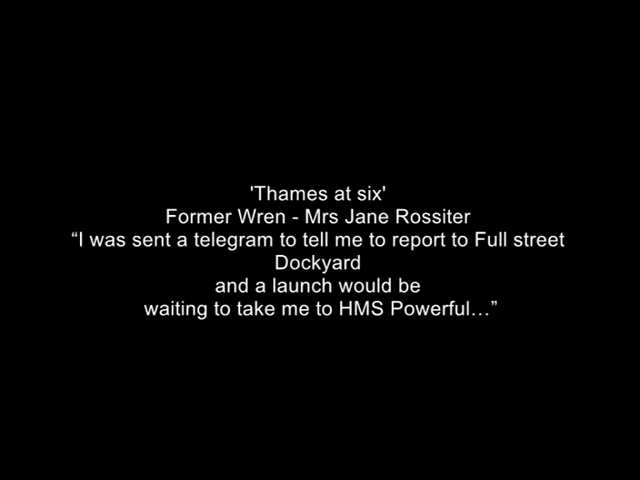 'Thames at six'
Former Wren - Mrs Jane Rossiter
“I was sent a telegram to tell me to report to Full street
Dockyard
and a launch would be
waiting to take me to HMS Powerful…”